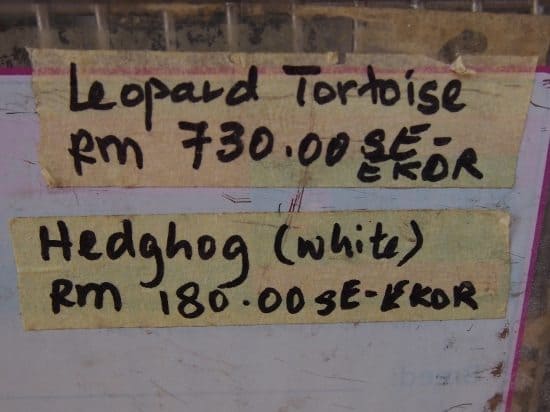 Leopard Tortoise
RM 730.00 SE-
EKOR
Hedghog (white)
RM 180.00 SE-EKOR